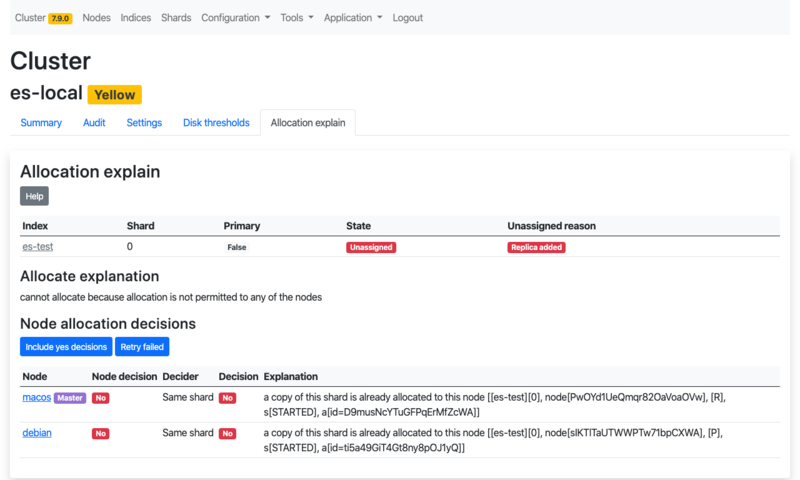 Cluster 7.9.0 Nodes Indices Shards Configuration Tools Application Logout
Cluster
es-local Yellow
Summary Audit Settings Disk thresholds Allocation explain
Allocation explain
Help
Index Shard Primary State Unassigned reason
es-test 0 False Unassigned Replica added
Allocate explanation
cannot allocate because allocation is not permitted to any of the nodes
Node allocation decisions
Include yes decisions Retry failed
Node Node decision Decider Decision Explanation
macos Master No Same shard No a copy of this shard is already allocated to this node [[es-test][0], node[PwOYd1UeQmqr82OaVoaOVw], [R],
s[STARTED], a[id=D9musNcYTuGFPqErMfZcWA]]
debian No Same shard No a copy of this shard is already allocated to this node [[es-test][0], node[slKTlTaUTWWPTw71bpCXWA], [P],
s[STARTED], a[id=ti5a49GiT4Gt8ny8pOJ1yQ]]